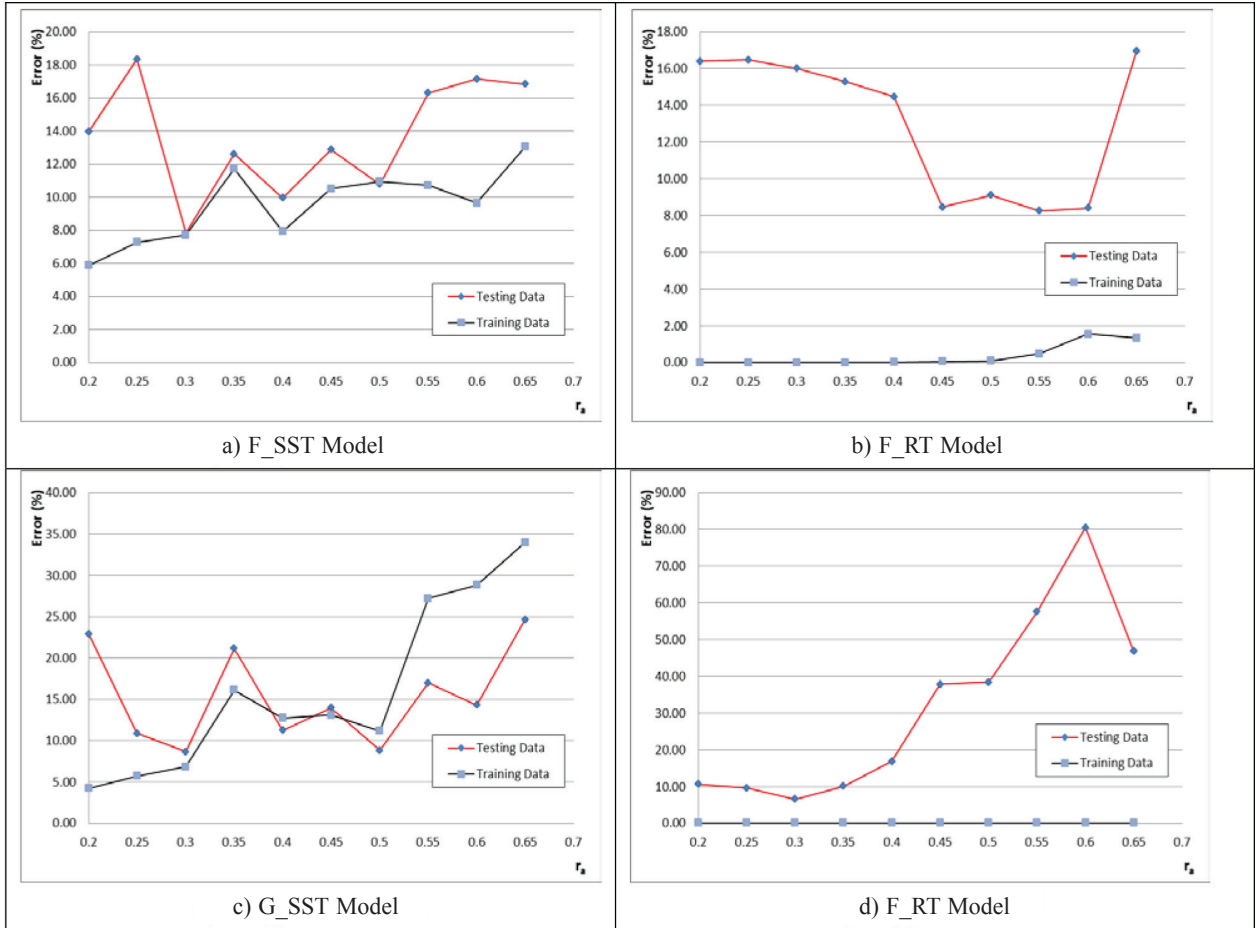 Error (%)
20.00
18.00
16.00
14.00
12.00
10.00
8.00
6.00
4.00
2.00
0.00
0.2 0.25 0.3 0.35 0.4 0.45 0.5 0.55 0.6 0.65 0.7
rₐ
Testing Data
Training Data
a) F_SST Model
Error (%)
18.00
16.00
14.00
12.00
10.00
8.00
6.00
4.00
2.00
0.00
0.2 0.25 0.3 0.35 0.4 0.45 0.5 0.55 0.6 0.65 0.7
rₐ
Testing Data
Training Data
b) F_RT Model
Error (%)
40.00
35.00
30.00
25.00
20.00
15.00
10.00
5.00
0.00
0.2 0.25 0.3 0.35 0.4 0.45 0.5 0.55 0.6 0.65 0.7
rₐ
Testing Data
Training Data
c) G_SST Model
Error (%)
90.00
80.00
70.00
60.00
50.00
40.00
30.00
20.00
10.00
0.00
0.2 0.25 0.3 0.35 0.4 0.45 0.5 0.55 0.6 0.65 0.7
rₐ
Testing Data
Training Data
d) F_RT Model